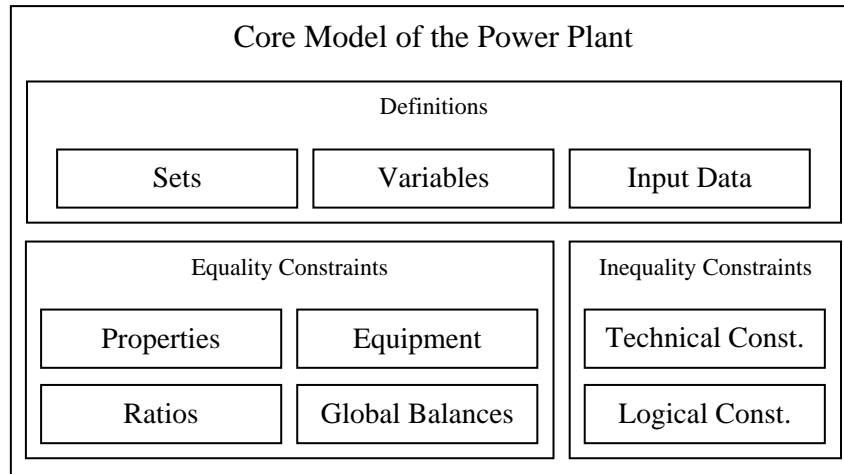 Core Model of the Power Plant
Definitions
Sets
Variables
Input Data
Equality Constraints
Properties
Equipment
Ratios
Global Balances
Inequality Constraints
Technical Const.
Logical Const.